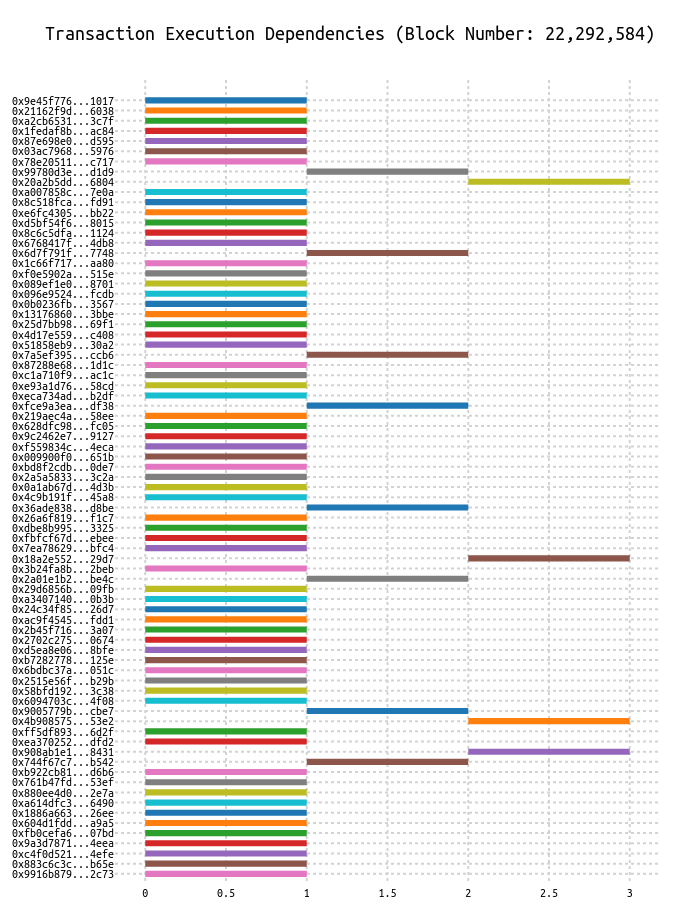 Transaction Execution Dependencies (Block Number: 22,292,584)
0x9e45f776...1017
0x21162f9d...6038
0xa2cb6531...3c7f
0x1fedaf8b...ac84
0x87e698e0...d595
0x03ac7968...5976
0x78e20511...c717
0x99780d3e...d1d9
0x20a2b5dd...6804
0xa007858c...7e0a
0x8c518fca...fd91
0xe6fc4305...bb22
0xd5bf54f6...8015
0x8c6c5dfa...1124
0x6768417f...4db8
0x6d7f791f...7748
0x1c66f717...aa80
0xf0e5902a...515e
0x089ef1e0...8701
0x096e9524...fcdb
0x0b0236fb...3567
0x13176860...3bbe
0x25d7bb98...69f1
0x4d17e559...c408
0x51858eb9...30a2
0x7a5ef395...ccb6
0x87288e68...1d1c
0xc1a710f9...ac1c
0xe93a1d76...58cd
0xeca734ad...b2df
0xfce9a3ea...df38
0x219aec4a...58ee
0x628dfc98...fc05
0x9c2462e7...9127
0xf559834c...4eca
0x009900f0...651b
0xbd8f2cdb...0de7
0x2a5a5833...3c2a
0x0a1ab67d...4d3b
0x4c9b191f...45a8
0x36ade838...d8be
0x26a6f819...f1c7
0xdbe8b995...3325
0xfbfcf67d...ebee
0x7ea78629...bfc4
0x18a2e552...29d7
0x3b24fa8b...2beb
0x2a01e1b2...be4c
0x29d6856b...09fb
0xa3407140...0b3b
0x24c34f85...26d7
0xac9f4545...fdd1
0x2b45f716...3a07
0x2702c275...0674
0xd5ea8e06...8bfe
0xb7282778...125e
0x6bdbc37a...051c
0x2515e56f...b29b
0x58bfd192...3c38
0x6094703c...4f08
0x9005779b...cbe7
0x4b908575...53e2
0xff5df893...6d2f
0xea370252...dfd2
0x908ab1e1...8431
0x744f67c7...b542
0xb922cb81...d6b6
0x761b47fd...53ef
0x880ee4d0...2e7a
0xa614dfc3...6490
0x1886a663...26ee
0x604d1fdd...a9a5
0xfb0cefa6...07bd
0x9a3d7871...4eea
0xc4f0d521...4efe
0x883c6c3c...b65e
0x9916b879...2c73
0 0.5 1 1.5 2 2.5 3